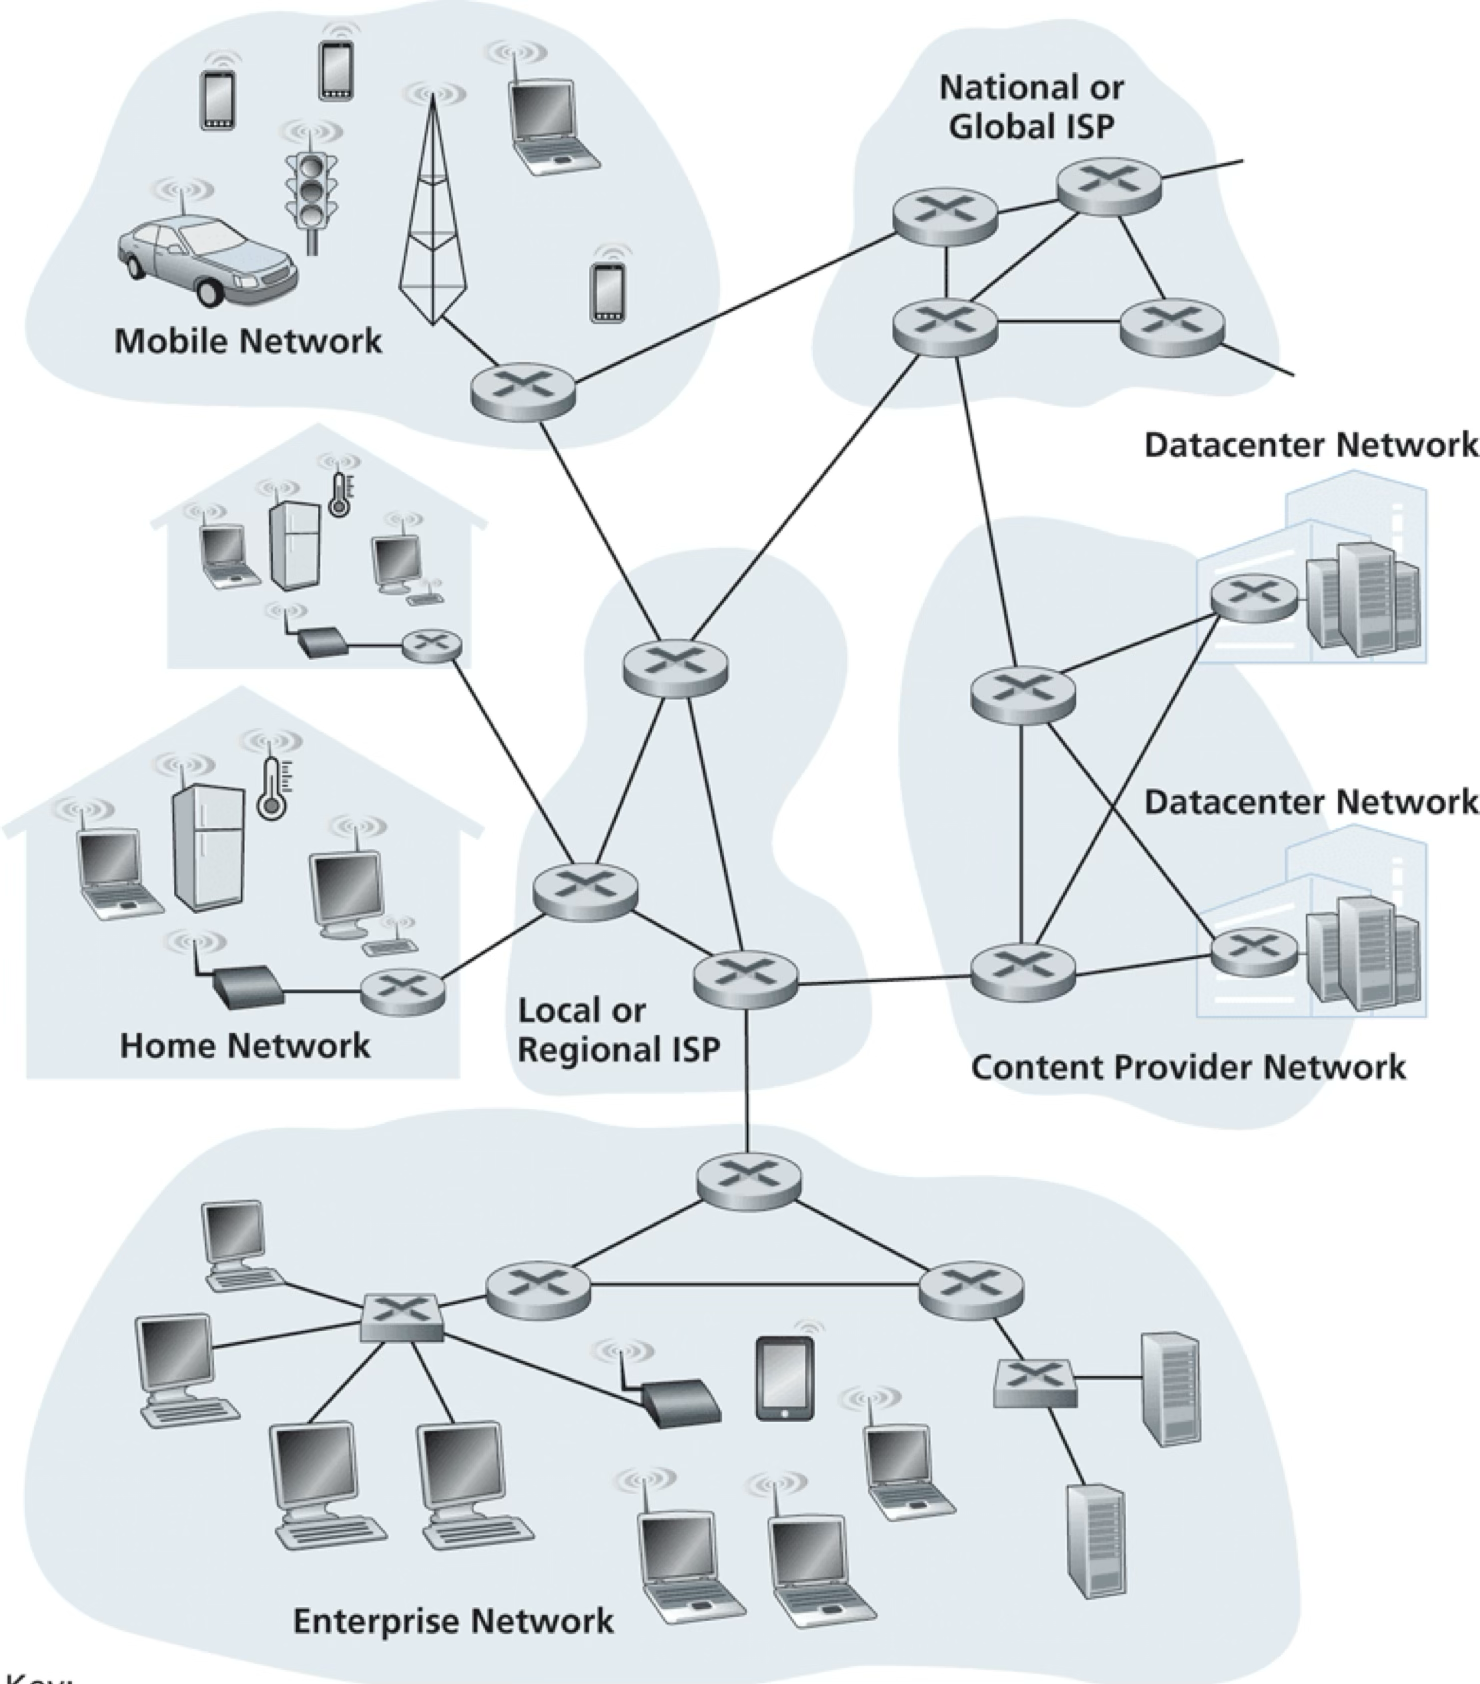 National or
Global ISP
Mobile Network
Datacenter Network
Datacenter Network
Home Network
Local or
Regional ISP
Content Provider Network
Enterprise Network